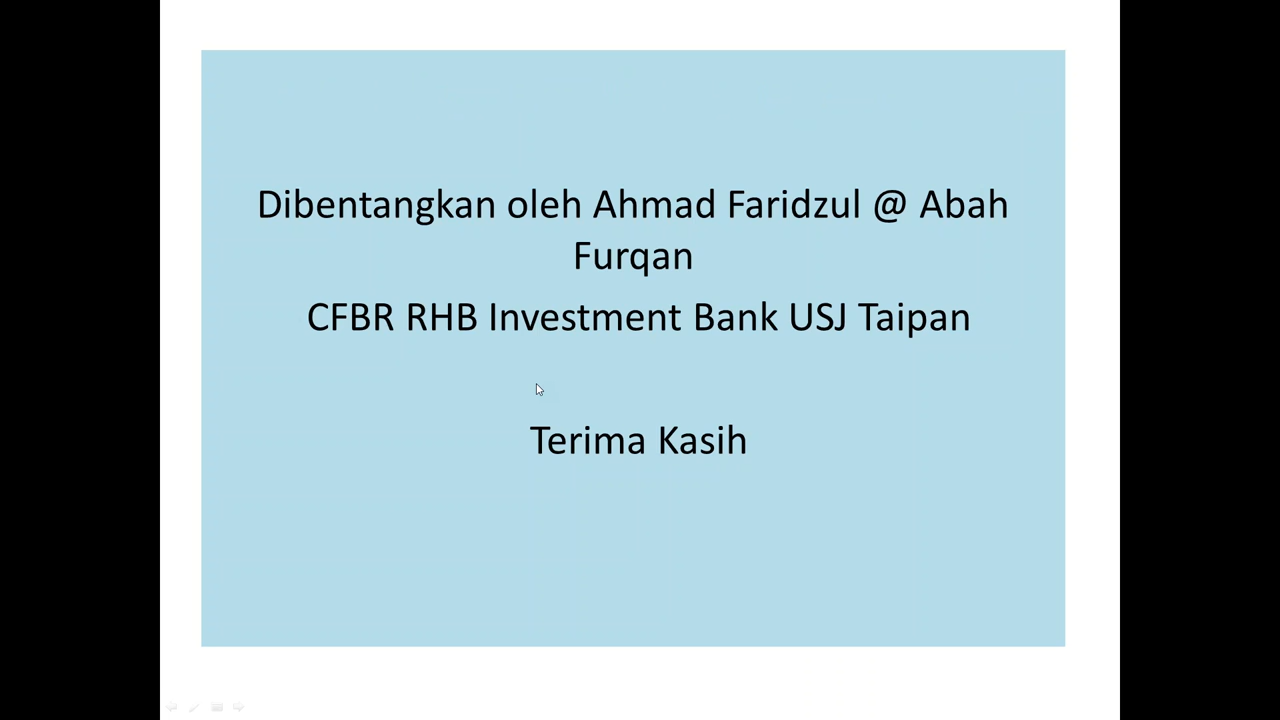 Dibentangkan oleh Ahmad Faridzul @ Abah
Furqan
CFBR RHB Investment Bank USJ Taipan
Terima Kasih